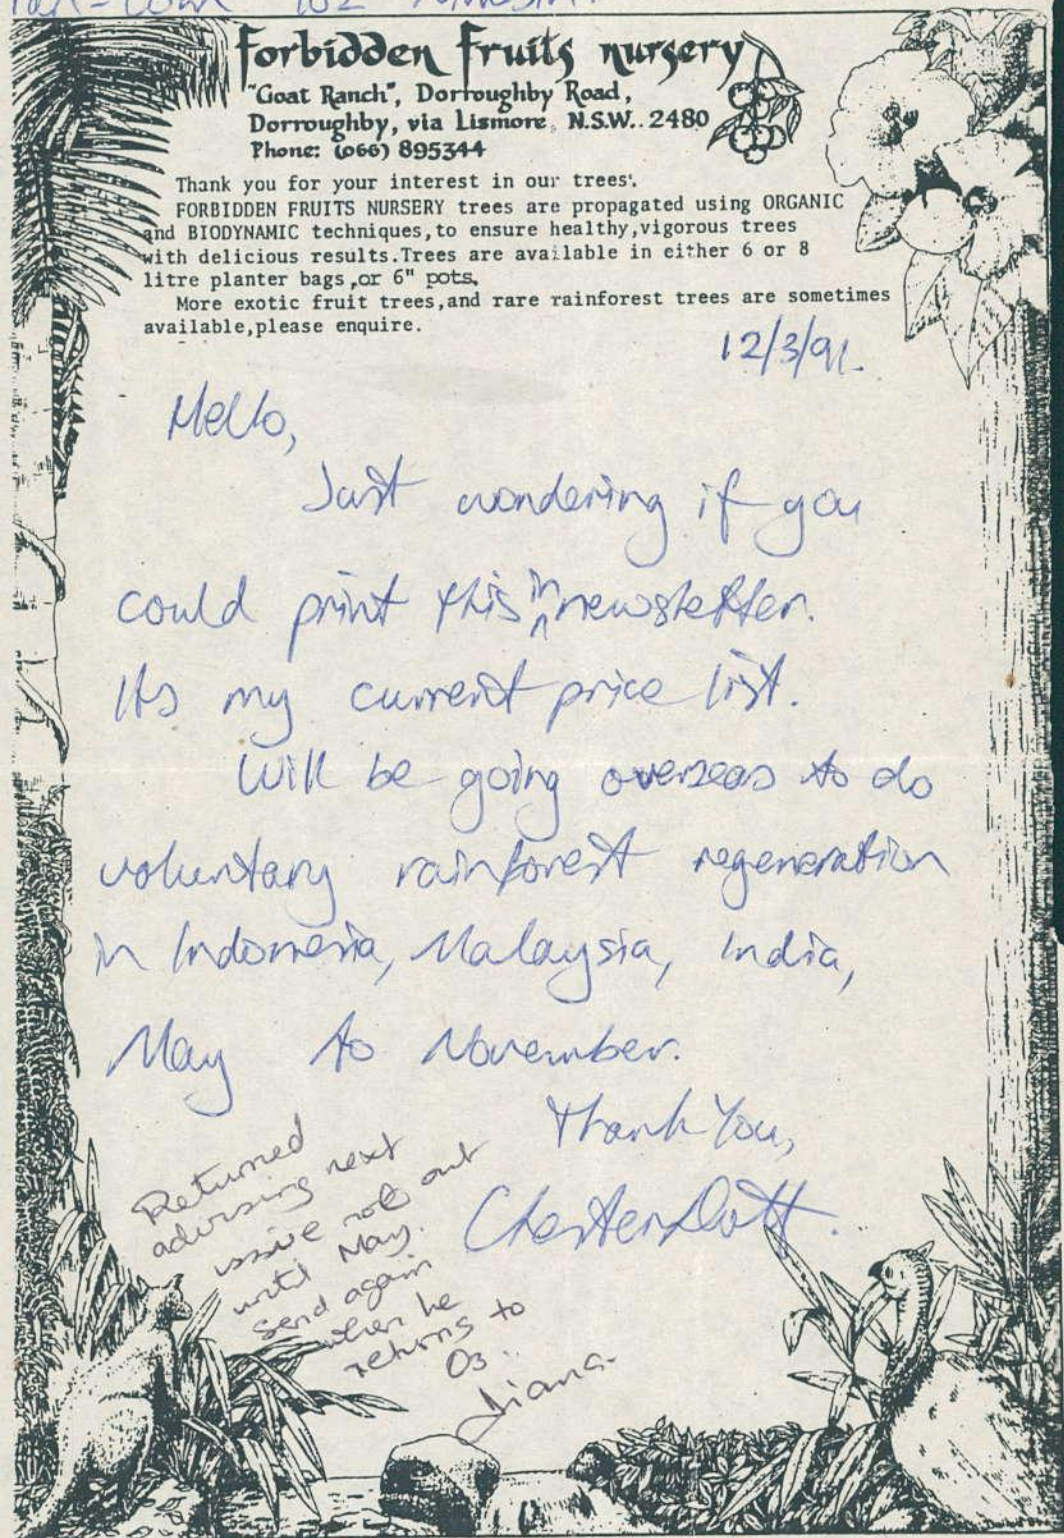 102
forbidden fruits nursery
"Goat Ranch", Dorroughby Road,
Dorroughby, via Lismore, N.S.W. 2480
Phone: (066) 895344
Thank you for your interest in our trees.
FORBIDDEN FRUITS NURSERY trees are propagated using ORGANIC
and BIODYNAMIC techniques,to ensure healthy,vigorous trees
with delicious results.Trees are available in either 6 or 8
litre planter bags,or 6" pots.
More exotic fruit trees,and rare rainforest trees are sometimes
available,please enquire.
12/3/91.
Hello,
Just wondering if you
could print this in newsletter.
Its my current price list.
Will be going overseas to do
voluntary rainforest regeneration
in Indonesia, Malaysia, India,
May to November.
Thank You,
Chester Dott.
Returned
advising next
issue not out
until May.
Send again
when he
returns to
Oz.
Diana.